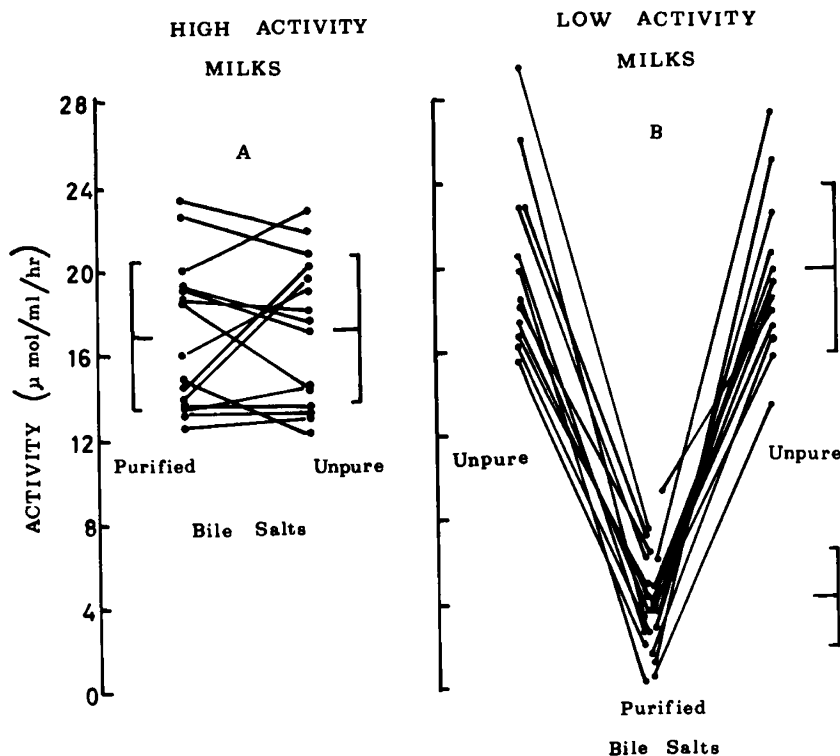 HIGH ACTIVITY
MILKS
LOW ACTIVITY
MILKS
A
B
ACTIVITY (μ mol/ml/hr)
28
24
20
16
12
8
4
0
Purified
Unpure
Bile Salts
Unpure
Unpure
Purified
Bile Salts